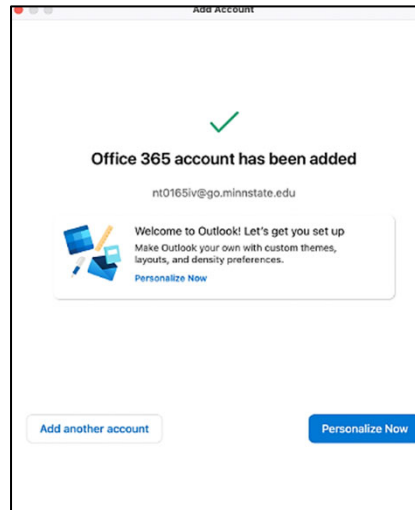 Add Account
Office 365 account has been added
nt0165iv@go.minnstate.edu
Welcome to Outlook! Let's get you set up
Make Outlook your own with custom themes,
layouts, and density preferences.
Personalize Now
Add another account
Personalize Now